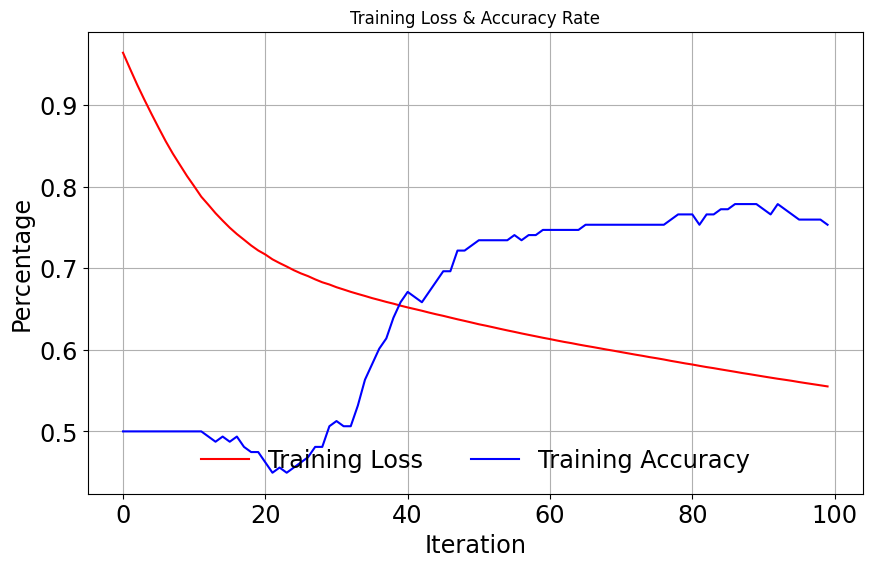 Training Loss & Accuracy Rate
Percentage
0.9
0.8
0.7
0.6
0.5
Training Loss
Training Accuracy
0 20 40 60 80 100
Iteration